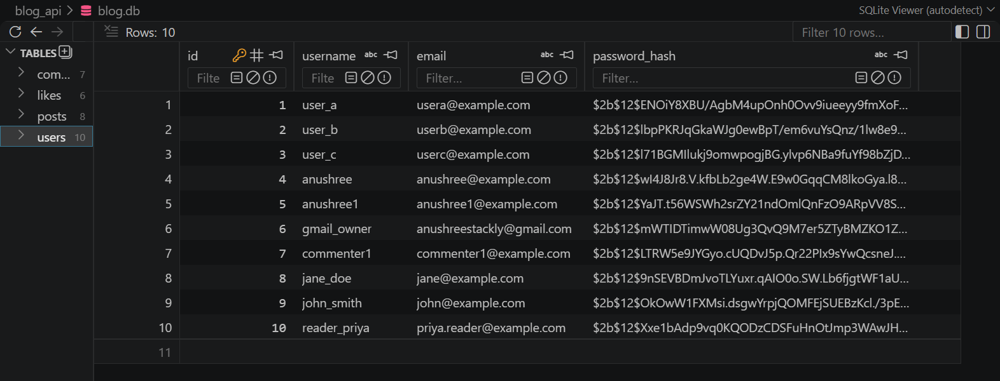 blog_api > blog.db
SQLite Viewer (autodetect)
Rows: 10
Filter 10 rows...
TABLES
com... 7
likes 6
posts 8
users 10
id username abc email abc password_hash abc
Filte Filte Filter... Filter...
1 1 user_a usera@example.com $2b$12$ENOiY8XBU/AgbM4upOnh0Ovv9iueeyy9fmXoF...
2 2 user_b userb@example.com $2b$12$lbpPKRJqGkaWJg0ewBpT/em6vuYsQnz/1lw8e9...
3 3 user_c userc@example.com $2b$12$l71BGMIlukj9omwpogjBG.ylvp6NBa9fuYf98bZjD...
4 4 anushree anushree@example.com $2b$12$wI4J8Jr8.V.kfbLb2ge4W.E9w0GqqCM8lkoGya.l8...
5 5 anushree1 anushree1@example.com $2b$12$YaJT.t56WSWh2srZY21ndOmlQnFzO9ARpVV8S...
6 6 gmail_owner anushreestackly@gmail.com $2b$12$mWTIDTimwW08Ug3QvQ9M7er5ZTyBMZKO1Z...
7 7 commenter1 commenter1@example.com $2b$12$LTRW5e9JYGyo.cUQDvJ5p.Qr22PIx9sYwQcsneJ....
8 8 jane_doe jane@example.com $2b$12$9nSEVBDmJvoTLYuxr.qAIO0o.SW.Lb6fjgtWF1aU...
9 9 john_smith john@example.com $2b$12$OkOwW1FXMsi.dsgwYrpjQOMFEjSUEBzKcl./3pE...
10 10 reader_priya priya.reader@example.com $2b$12$Xxe1bAdp9vq0KQODzCDSFuHnOtJmp3WAwJH...
11